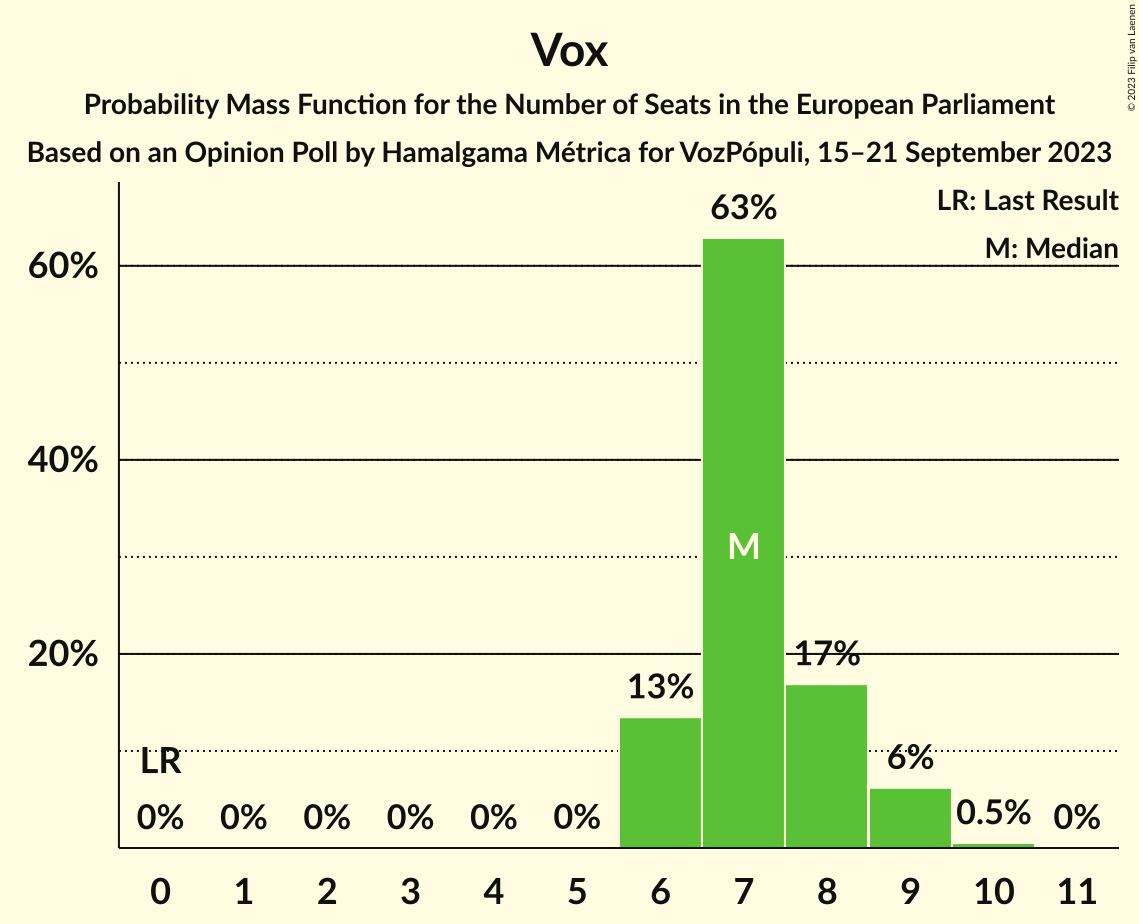 Vox
Probability Mass Function for the Number of Seats in the European Parliament
Based on an Opinion Poll by Hamalgama Métrica for VozPópuli, 15–21 September 2023
© 2023 Filip van Laenen
LR: Last Result
M: Median
60%
40%
20%
63%
M
17%
13%
LR
6%
0%
0%
0%
0%
0%
0%
0.5%
0%
0 1 2 3 4 5 6 7 8 9 10 11